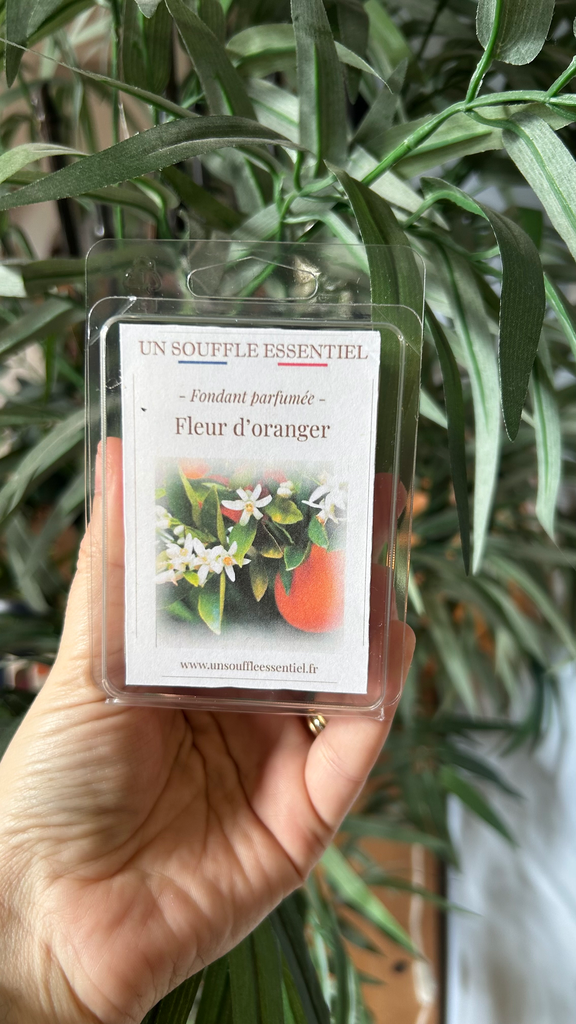 UN SOUFFLE ESSENTIEL
- Fondant parfumée -
Fleur d'oranger
www.unsouffleessentiel.fr